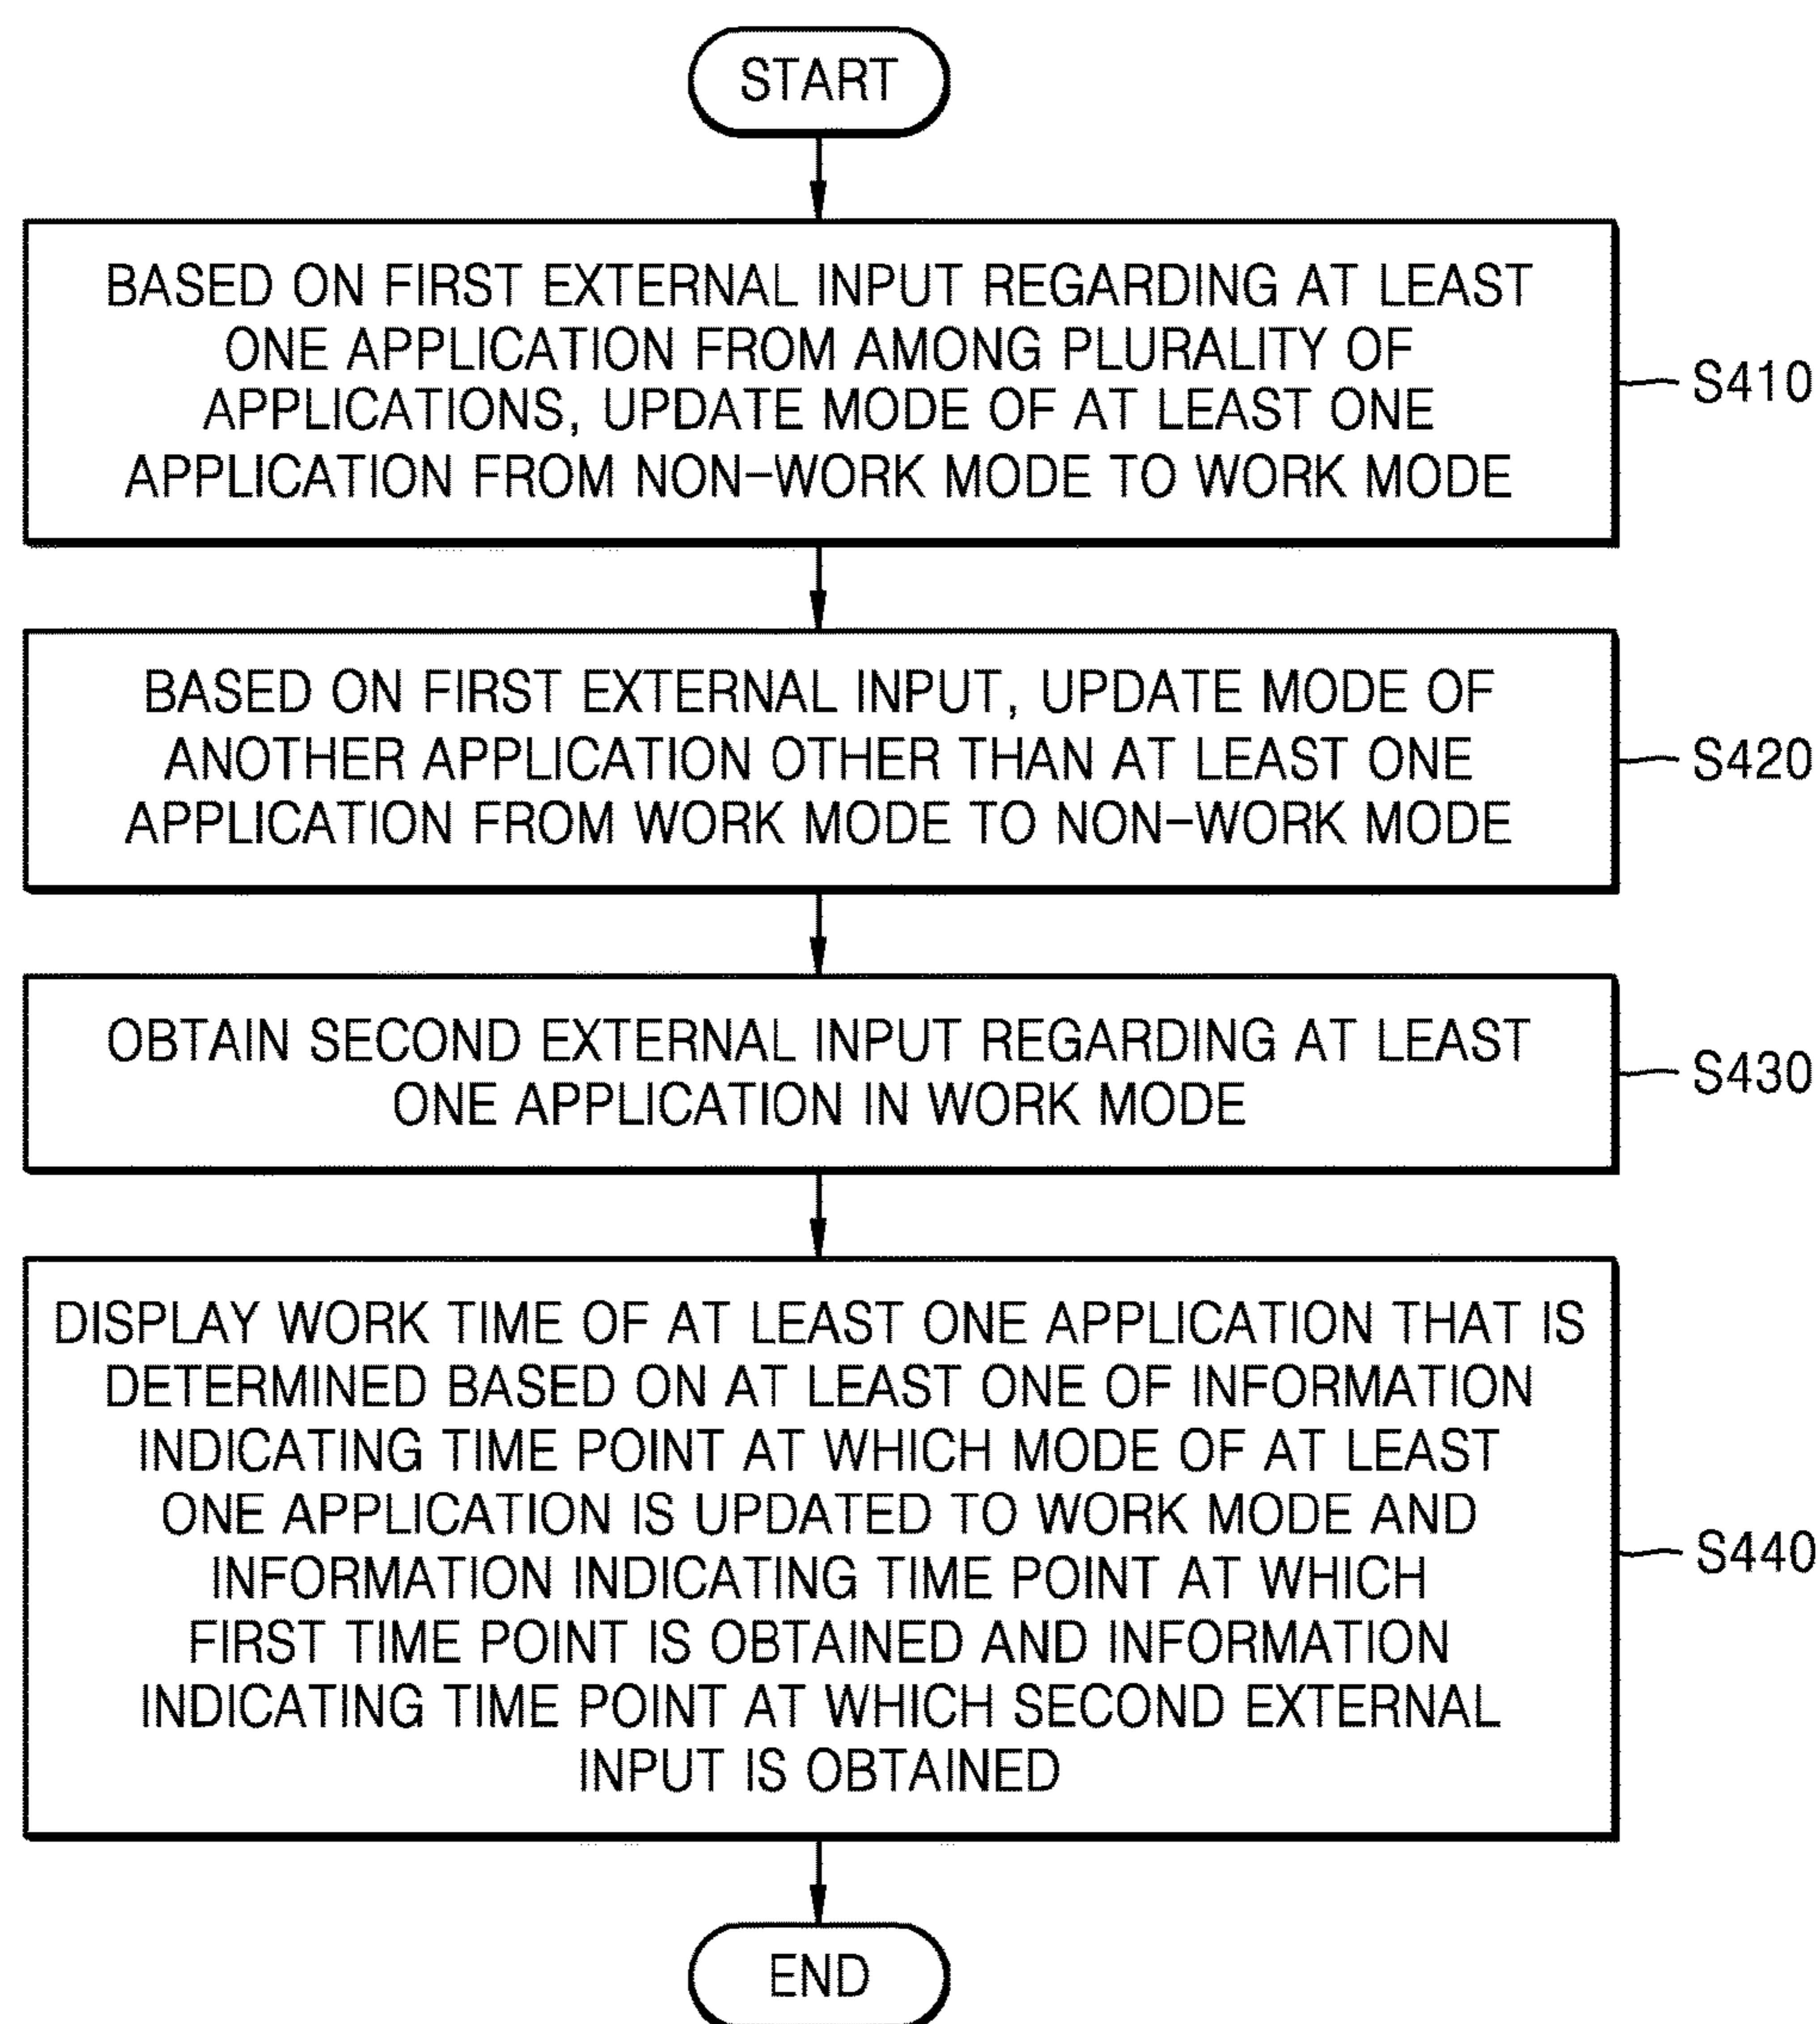 START
BASED ON FIRST EXTERNAL INPUT REGARDING AT LEAST
ONE APPLICATION FROM AMONG PLURALITY OF
APPLICATIONS, UPDATE MODE OF AT LEAST ONE
APPLICATION FROM NON-WORK MODE TO WORK MODE
S410
BASED ON FIRST EXTERNAL INPUT, UPDATE MODE OF
ANOTHER APPLICATION OTHER THAN AT LEAST ONE
APPLICATION FROM WORK MODE TO NON-WORK MODE
S420
OBTAIN SECOND EXTERNAL INPUT REGARDING AT LEAST
ONE APPLICATION IN WORK MODE
S430
DISPLAY WORK TIME OF AT LEAST ONE APPLICATION THAT IS
DETERMINED BASED ON AT LEAST ONE OF INFORMATION
INDICATING TIME POINT AT WHICH MODE OF AT LEAST
ONE APPLICATION IS UPDATED TO WORK MODE AND
INFORMATION INDICATING TIME POINT AT WHICH
FIRST TIME POINT IS OBTAINED AND INFORMATION
INDICATING TIME POINT AT WHICH SECOND EXTERNAL
INPUT IS OBTAINED
S440
END